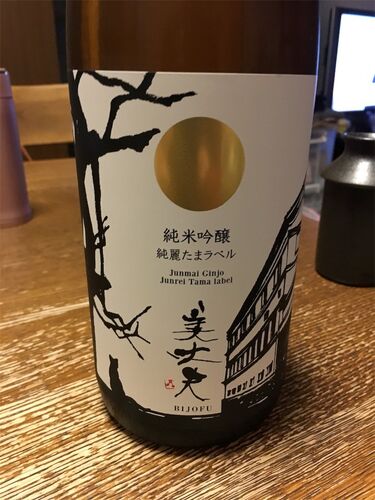 純米吟醸
純麗たまラベル
Junmai Ginjo
Junrei Tama label
美丈夫
BIJOFU